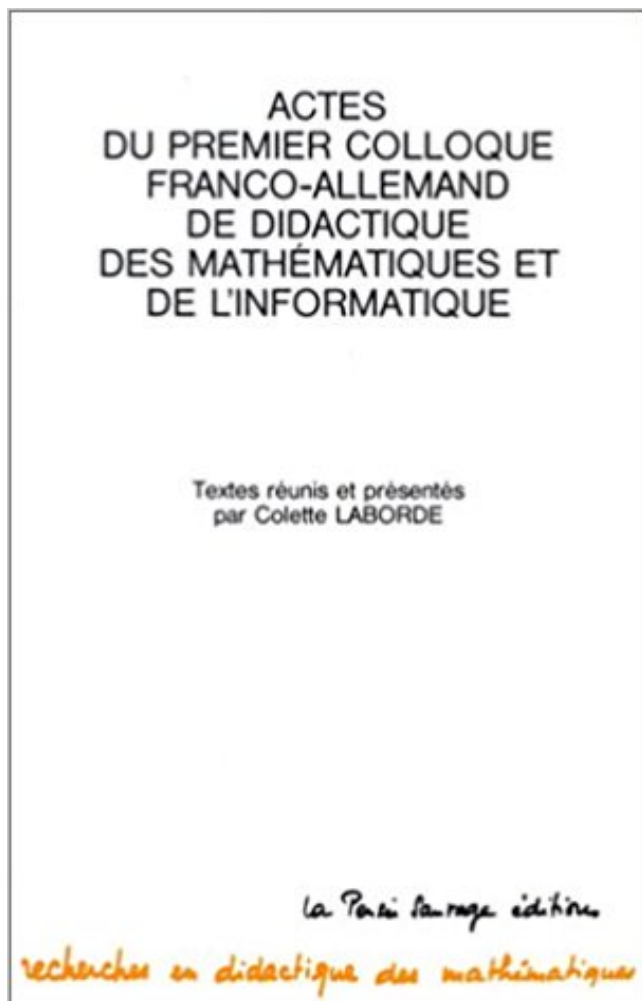 ACTES
DU PREMIER COLLOQUE
FRANCO-ALLEMAND
DE DIDACTIQUE
DES MATHÉMATIQUES ET
DE L'INFORMATIQUE
Textes réunis et présentés
par Colette LABORDE
La Pensée Sauvage éditions
recherches en didactique des mathématiques